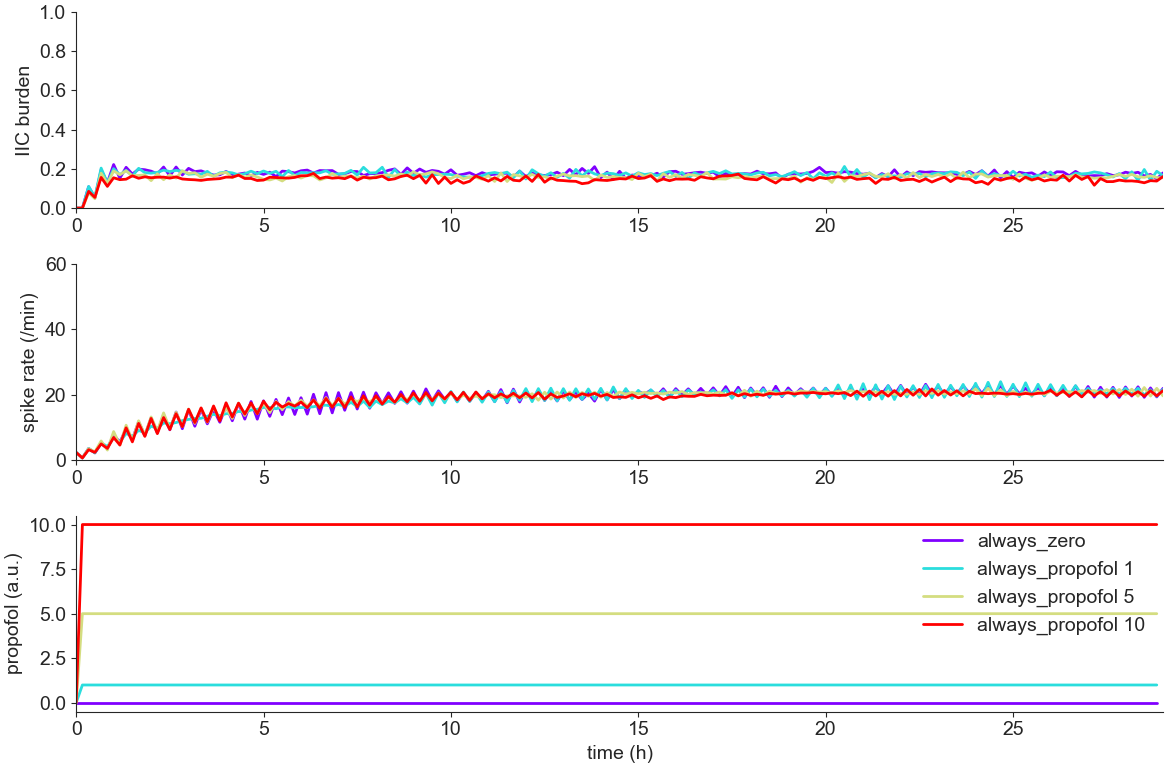 1.0
0.8
0.6
0.4
0.2
0.0
IIC burden
0 5 10 15 20 25
60
40
20
0
spike rate (/min)
0 5 10 15 20 25
10.0
7.5
5.0
2.5
0.0
propofol (a.u.)
always_zero
always_propofol 1
always_propofol 5
always_propofol 10
0 5 10 15 20 25
time (h)